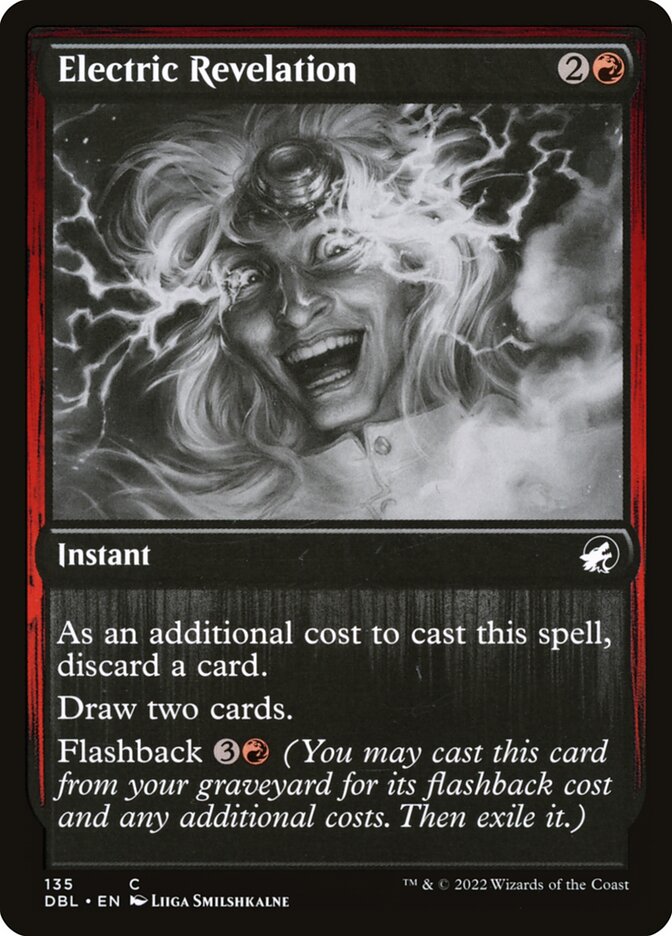 Electric Revelation 2
Instant
As an additional cost to cast this spell,
discard a card.
Draw two cards.
Flashback 3 (You may cast this card
from your graveyard for its flashback cost
and any additional costs. Then exile it.)
135 C
DBL • EN Liiga Smilshkalne
™ & © 2022 Wizards of the Coast